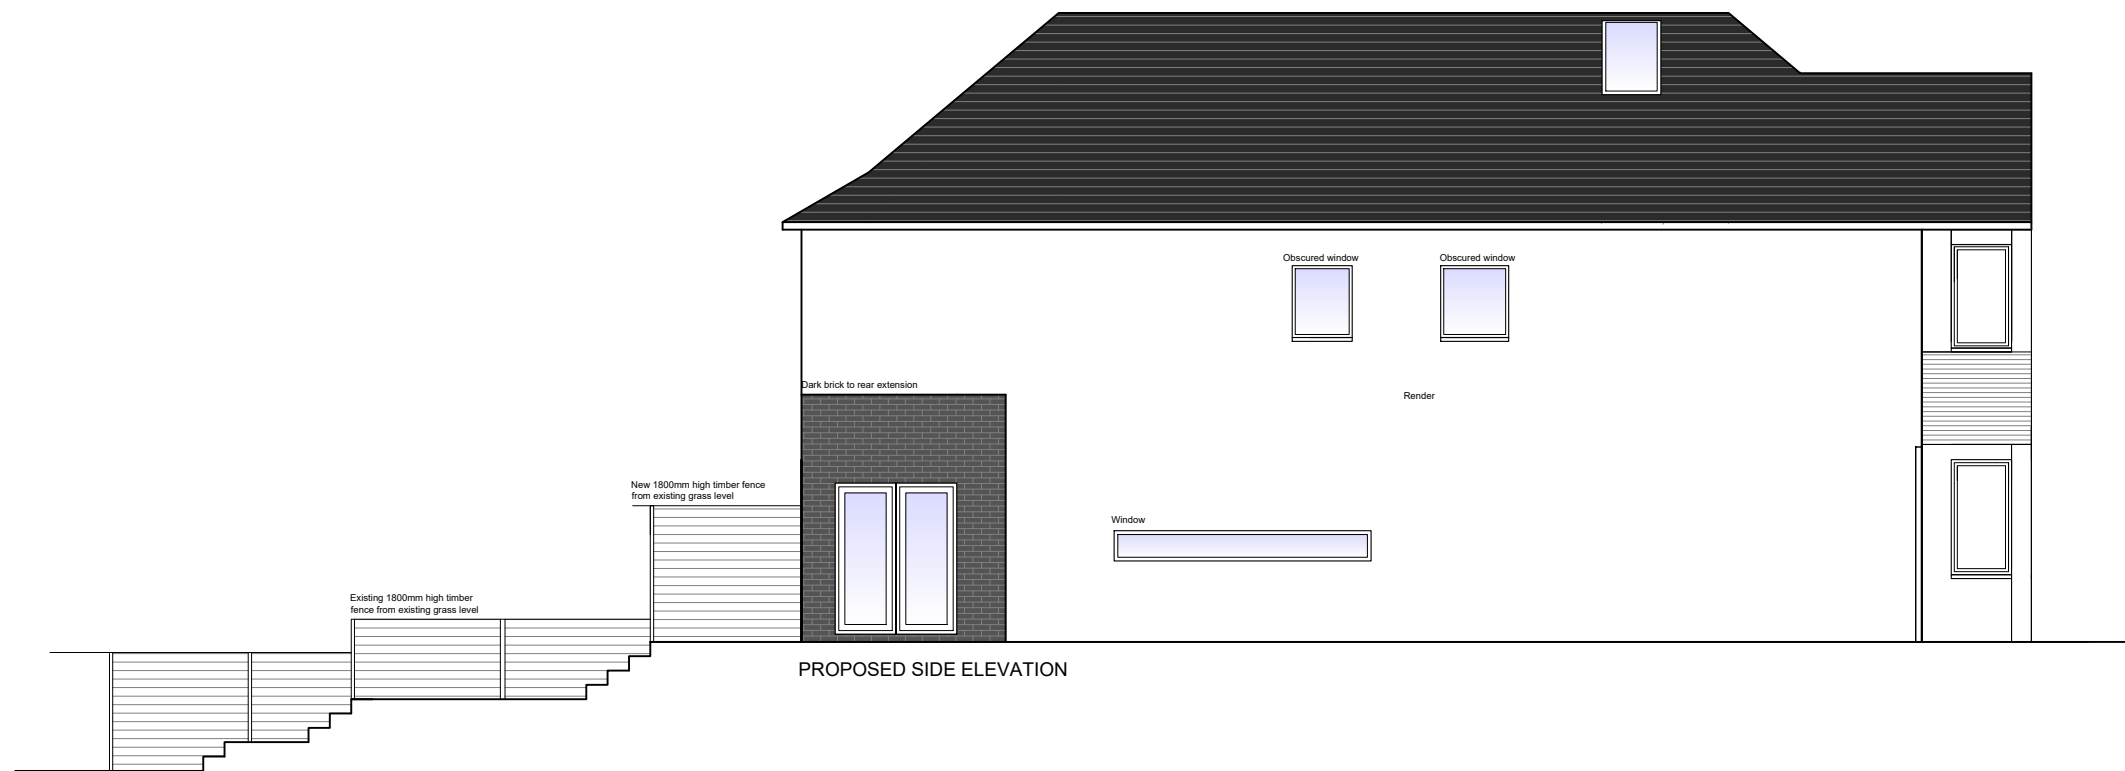 Obscured window
Obscured window
Dark brick to rear extension
Render
New 1800mm high timber fence
from existing grass level
Window
Existing 1800mm high timber
fence from existing grass level
PROPOSED SIDE ELEVATION